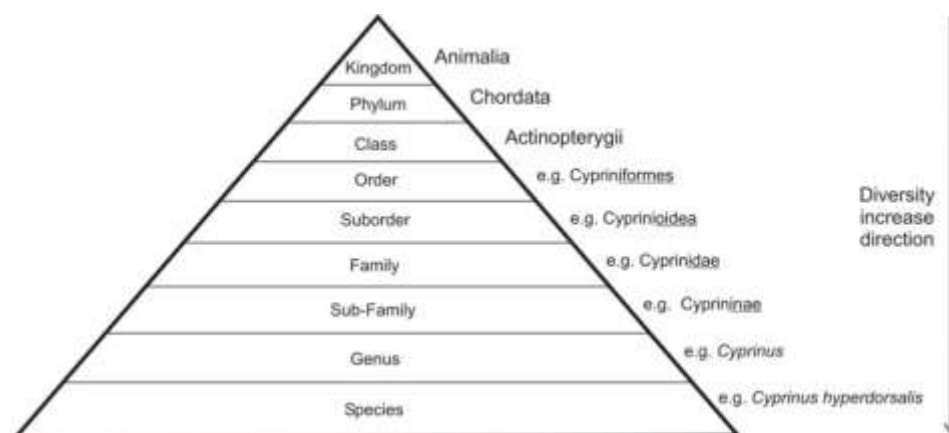 Kingdom
Animalia
Phylum
Chordata
Class
Actinopterygii
Order
e.g. Cypriniformes
Suborder
e.g. Cyprinioidea
Family
e.g. Cyprinidae
Sub-Family
e.g. Cyprininae
Genus
e.g. Cyprinus
Species
e.g. Cyprinus hyperdorsalis
Diversity
increase
direction